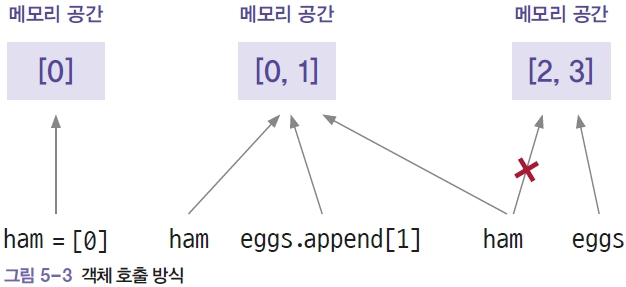 메모리 공간 메모리 공간 메모리 공간
[0] [0, 1] [2, 3]
ham = [0] ham eggs.append[1] ham eggs
그림 5-3 객체 호출 방식